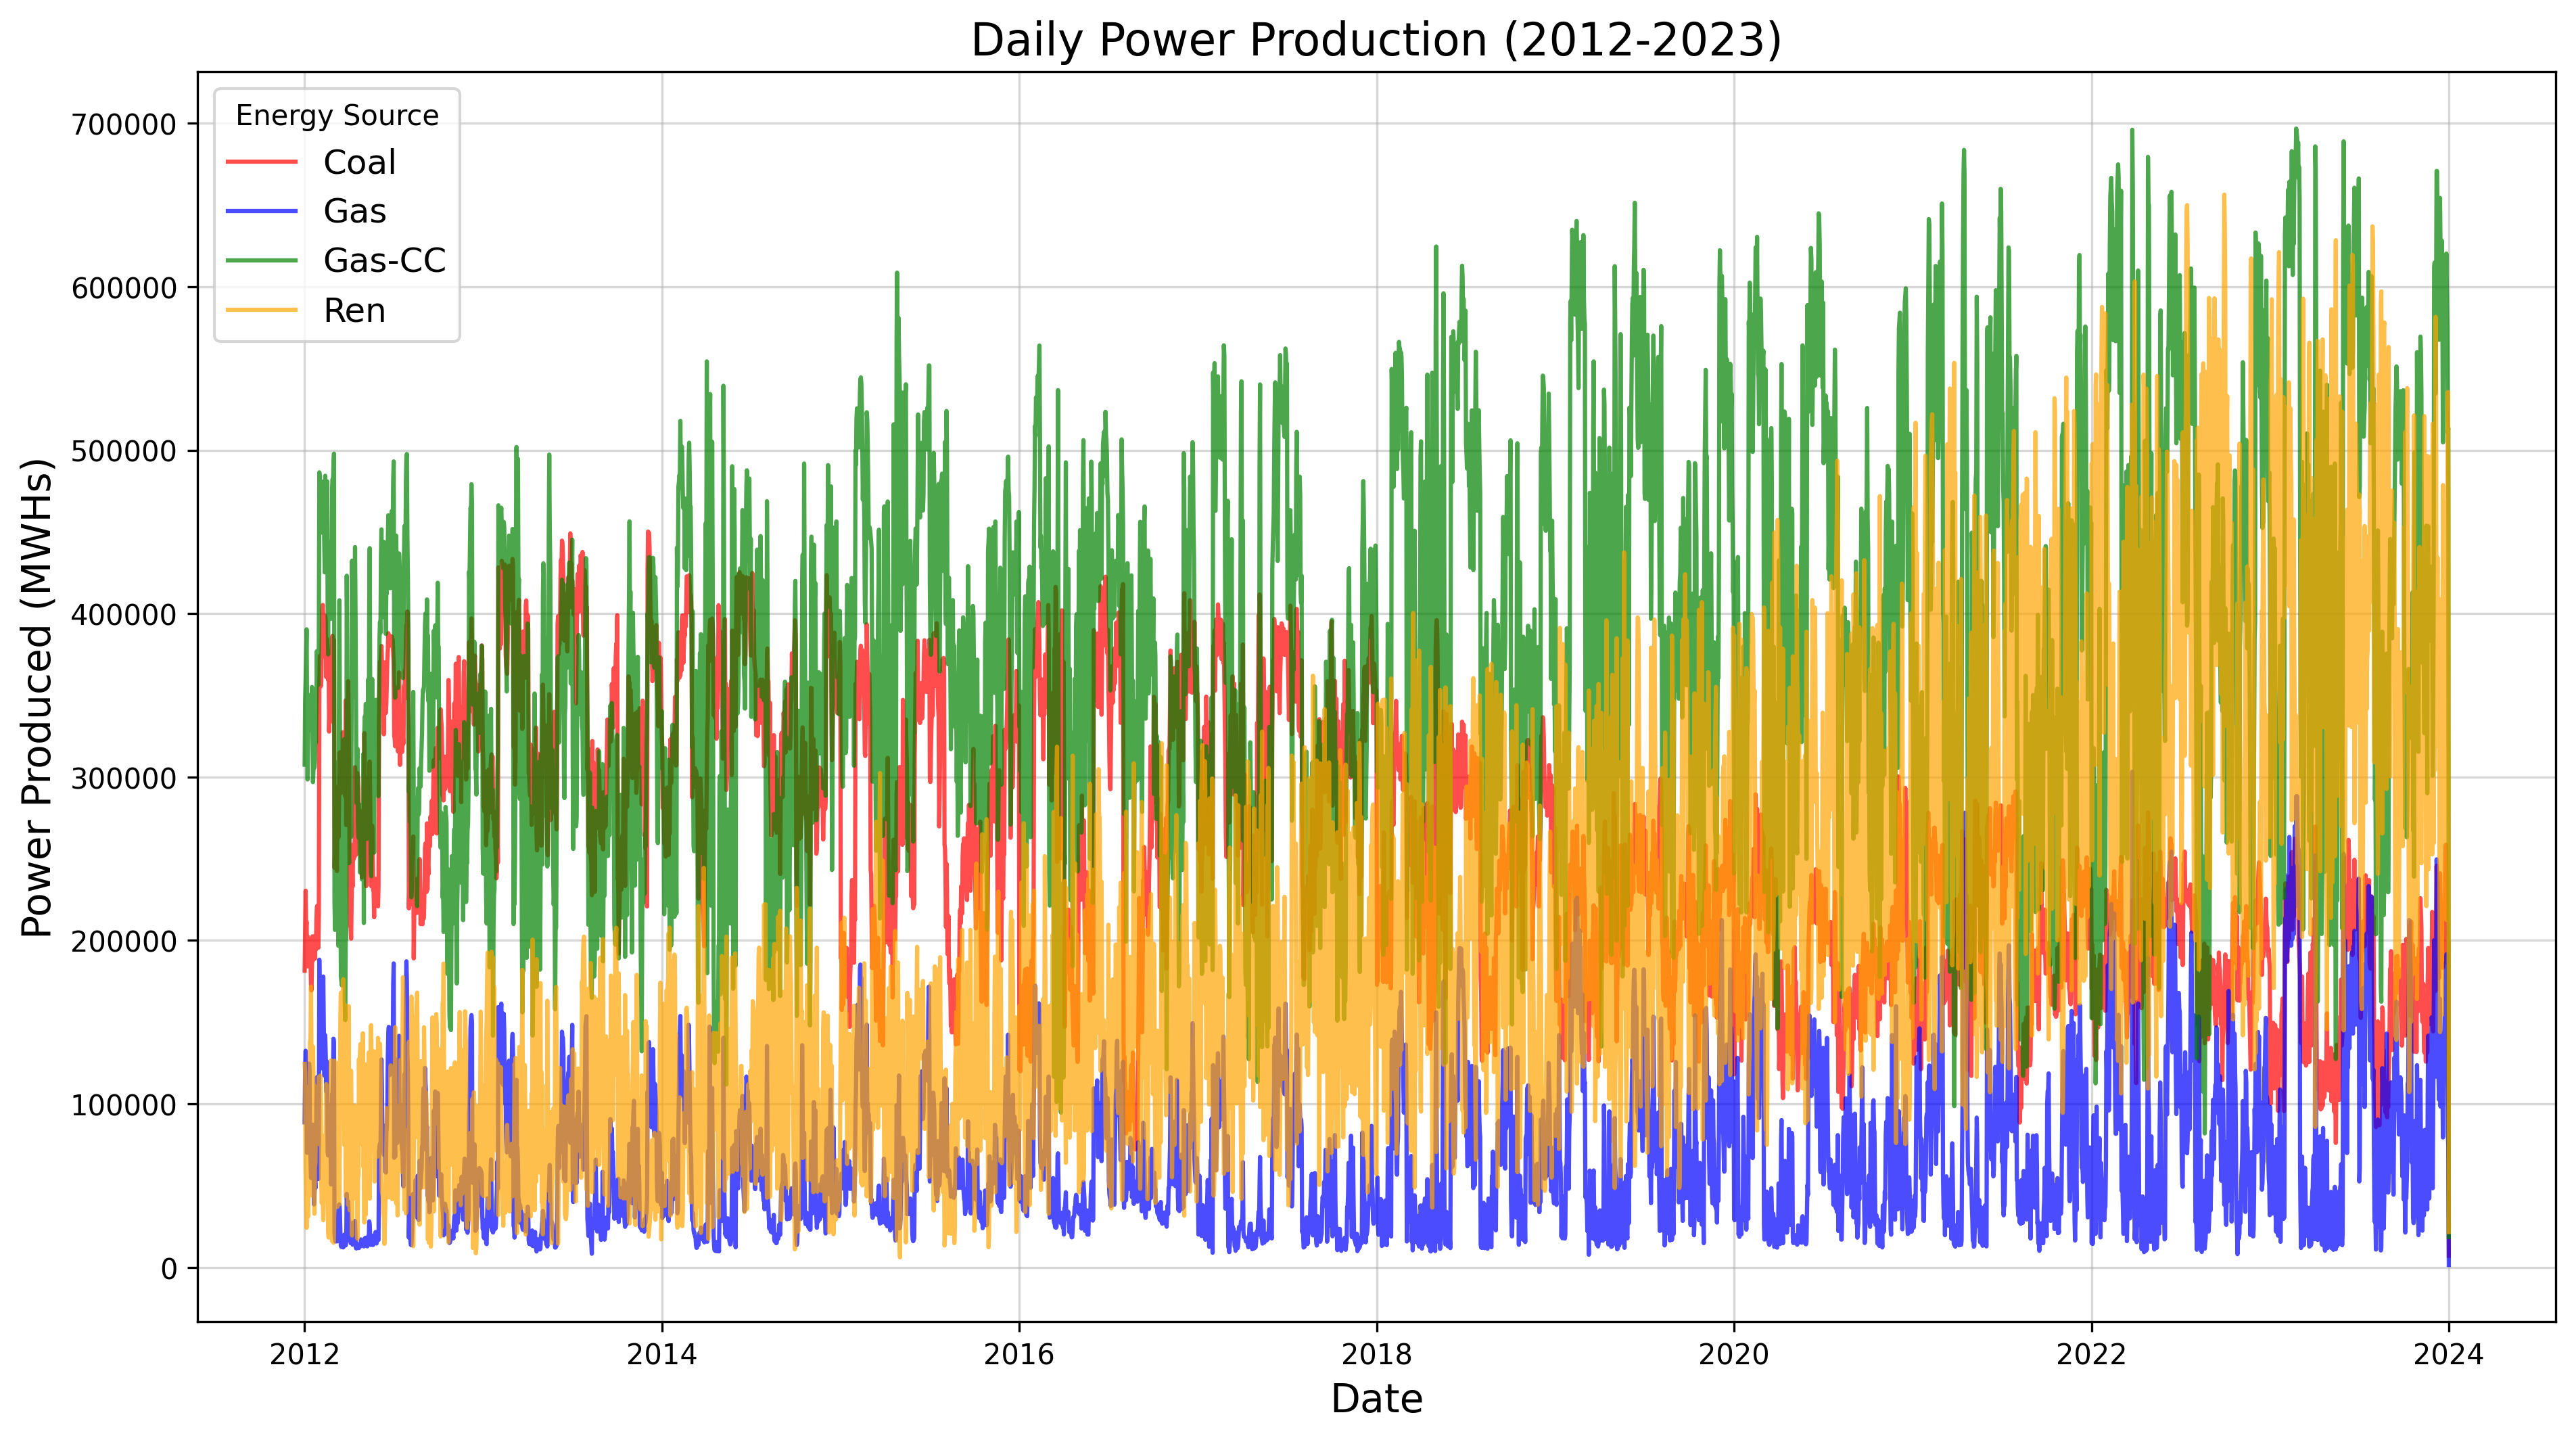 Daily Power Production (2012-2023)
Energy Source
Coal
Gas
Gas-CC
Ren
Power Produced (MWHs)
700000
600000
500000
400000
300000
200000
100000
0
2012
2014
2016
2018
2020
2022
2024
Date